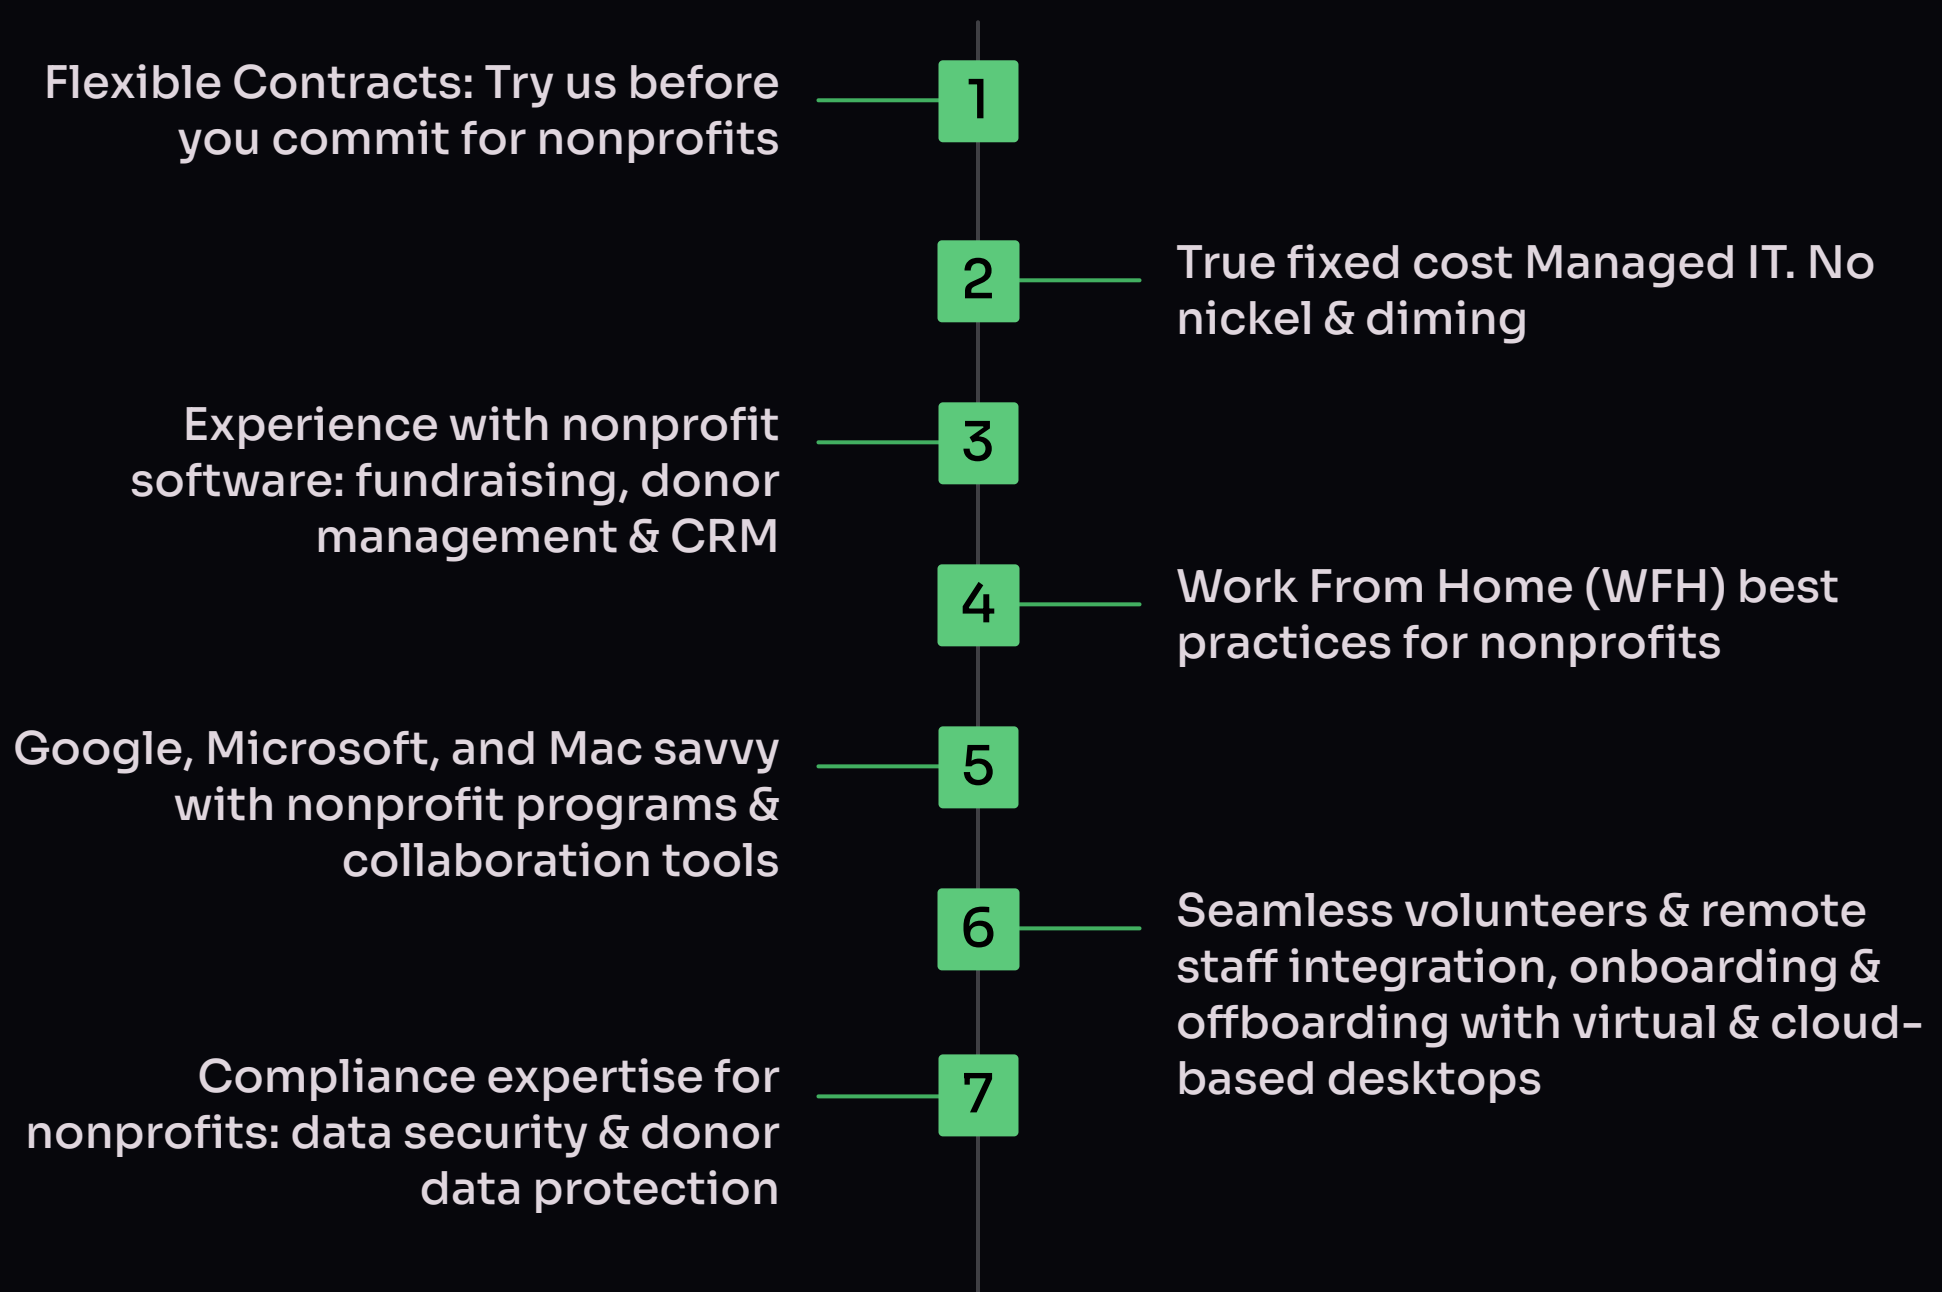 Flexible Contracts: Try us before
you commit for nonprofits
1
2
True fixed cost Managed IT. No
nickel & diming
Experience with nonprofit
software: fundraising, donor
management & CRM
3
4
Work From Home (WFH) best
practices for nonprofits
Google, Microsoft, and Mac savvy
with nonprofit programs &
collaboration tools
5
6
Seamless volunteers & remote
staff integration, onboarding &
offboarding with virtual & cloud-
based desktops
Compliance expertise for
nonprofits: data security & donor
data protection
7